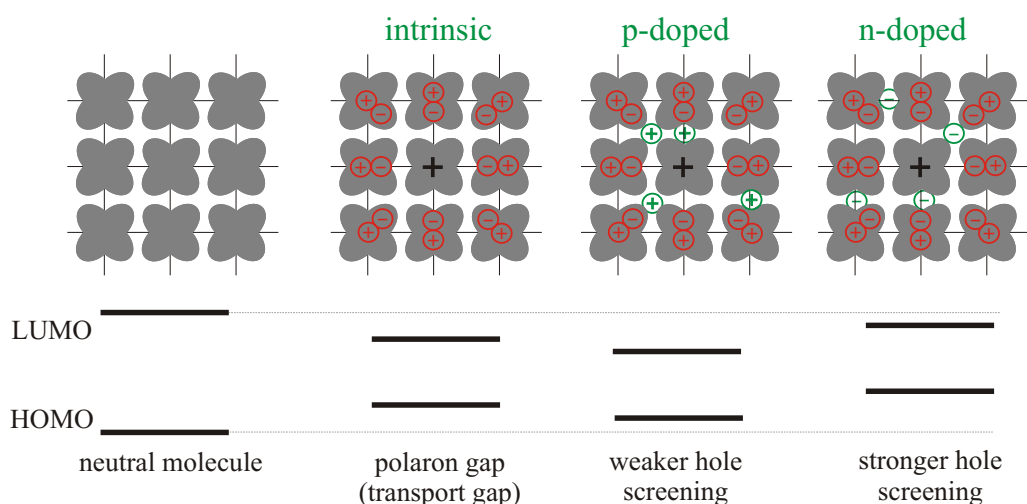 intrinsic
p-doped
n-doped
LUMO
HOMO
neutral molecule
polaron gap
(transport gap)
weaker hole
screening
stronger hole
screening